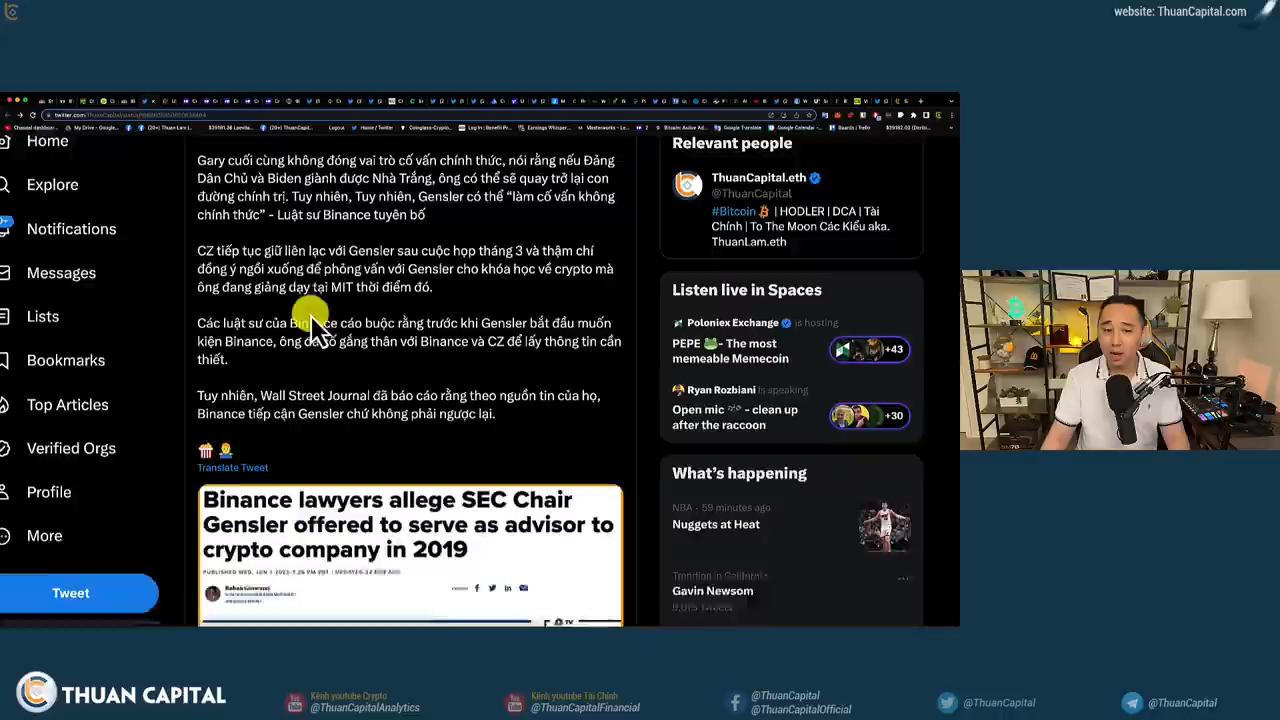 website: ThuanCapital.com
Home
Explore
Notifications
Messages
Lists
Bookmarks
Top Articles
Verified Orgs
Profile
More
Tweet
Gary cuối cùng không đóng vai trò cố vấn chính thức, nói rằng nếu Đảng
Dân Chủ và Biden giành được Nhà Trắng, ông có thể sẽ quay trở lại con
đường chính trị. Tuy nhiên, Tuy nhiên, Gensler có thể “làm cố vấn không
chính thức” - Luật sư Binance tuyên bố
CZ tiếp tục giữ liên lạc với Gensler sau cuộc họp tháng 3 và thậm chí
đồng ý ngồi xuống để phỏng vấn với Gensler cho khóa học về crypto mà
ông đang giảng dạy tại MIT thời điểm đó.
Các luật sư của Binance cáo buộc rằng trước khi Gensler bắt đầu muốn
kiện Binance, ông cố gắng thân với Binance và CZ để lấy thông tin cần
thiết.
Tuy nhiên, Wall Street Journal đã báo cáo rằng theo nguồn tin của họ,
Binance tiếp cận Gensler chứ không phải ngược lại.
Translate Tweet
Binance lawyers allege SEC Chair
Gensler offered to serve as advisor to
crypto company in 2019
Relevant people
ThuanCapital.eth
@ThuanCapital
#Bitcoin | HODLER | DCA | Tài
Chính | To The Moon Các Kiểu aka.
ThuanLam.eth
Listen live in Spaces
Poloniex Exchange is hosting
PEPE - The most
memeable Memecoin
+43
Ryan Rozbiani is speaking
Open mic - clean up
after the raccoon
+30
What’s happening
NBA · 59 minutes ago
Nuggets at Heat
Trending in California
Gavin Newsom
THUAN CAPITAL
Kênh youtube Crypto
@ThuanCapitalAnalytics
Kênh youtube Tài Chính
@ThuanCapitalFinancial
@ThuanCapital
@ThuanCapitalOfficial
@ThuanCapital
@ThuanCapital